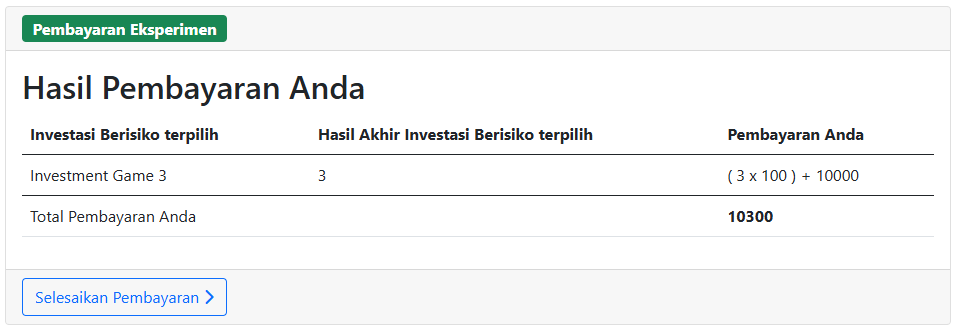 Pembayaran Eksperimen
Hasil Pembayaran Anda
Investasi Berisiko terpilih Hasil Akhir Investasi Berisiko terpilih Pembayaran Anda
Investment Game 3 3 ( 3 x 100 ) + 10000
Total Pembayaran Anda 10300
Selesaikan Pembayaran